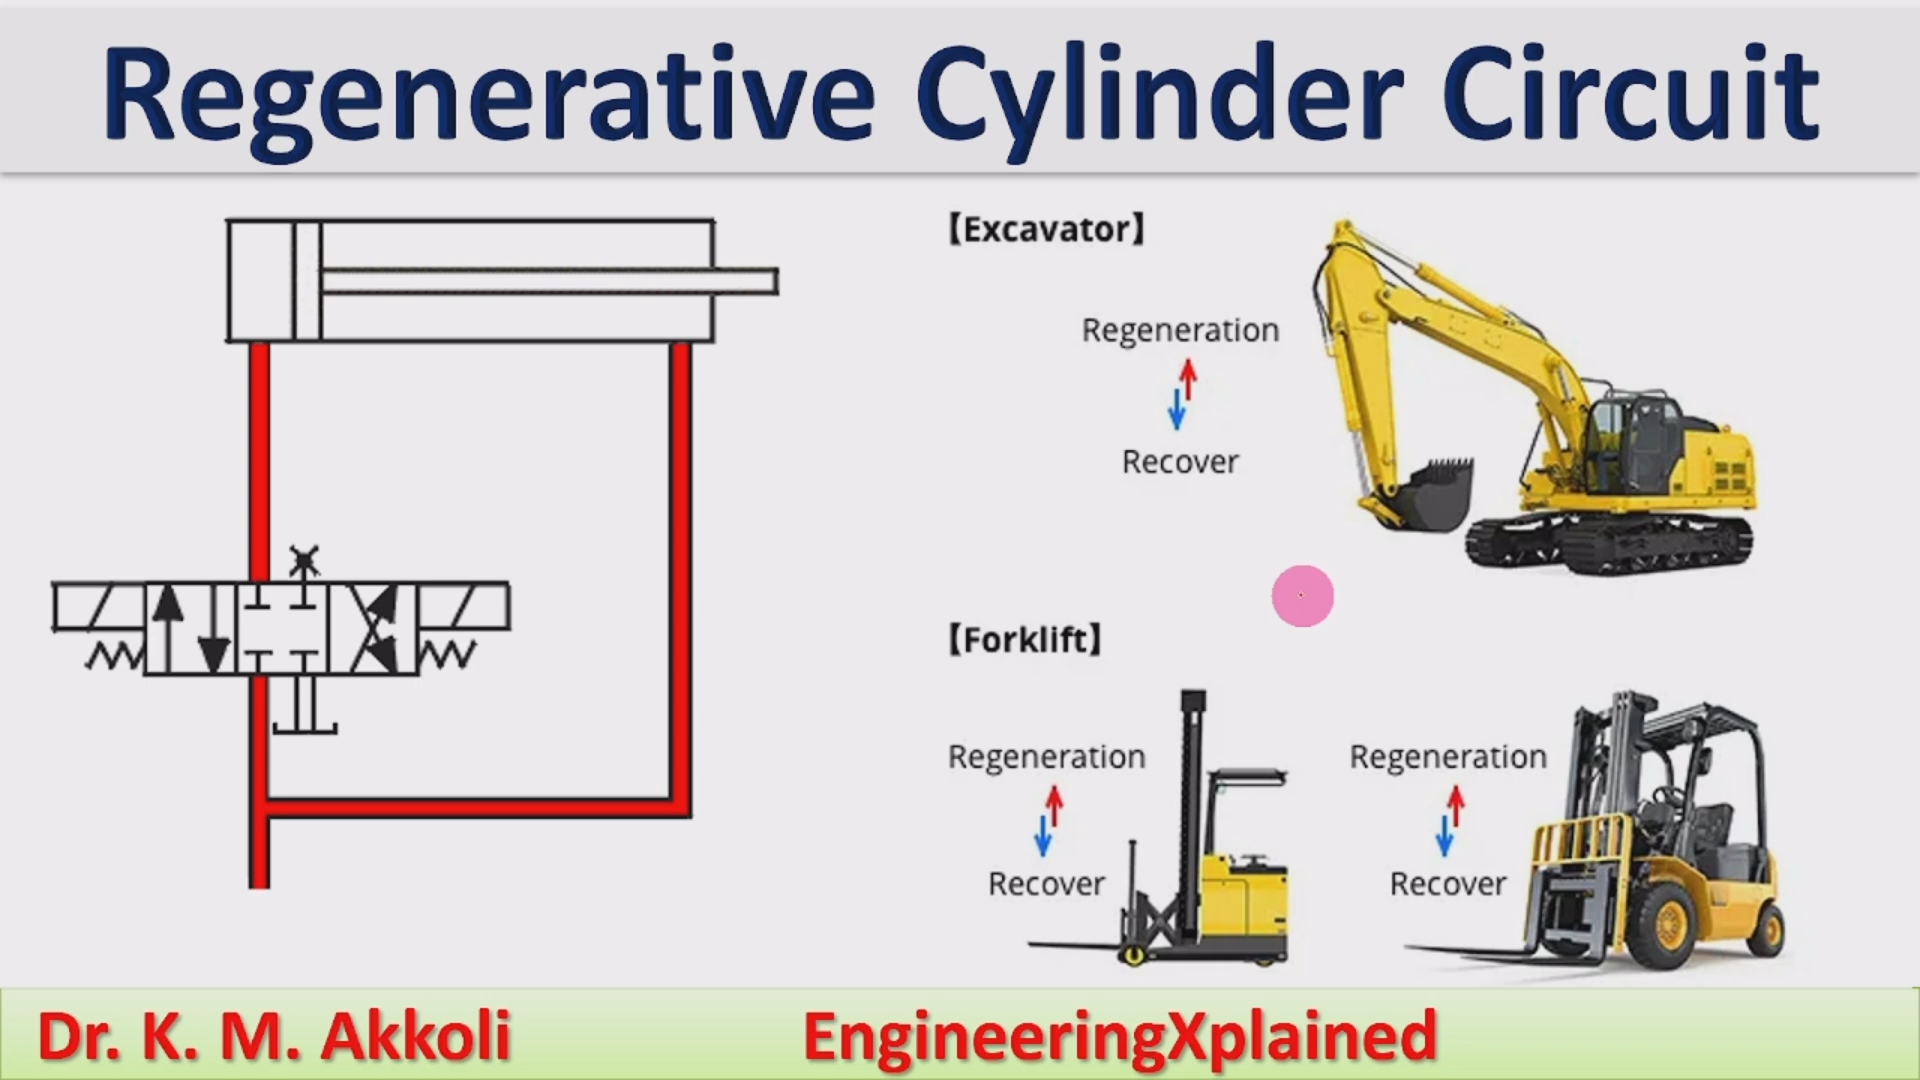 Regenerative Cylinder Circuit
【Excavator】
Regeneration
Recover
【Forklift】
Regeneration
Recover
Regeneration
Recover
Dr. K. M. Akkoli
EngineeringXplained